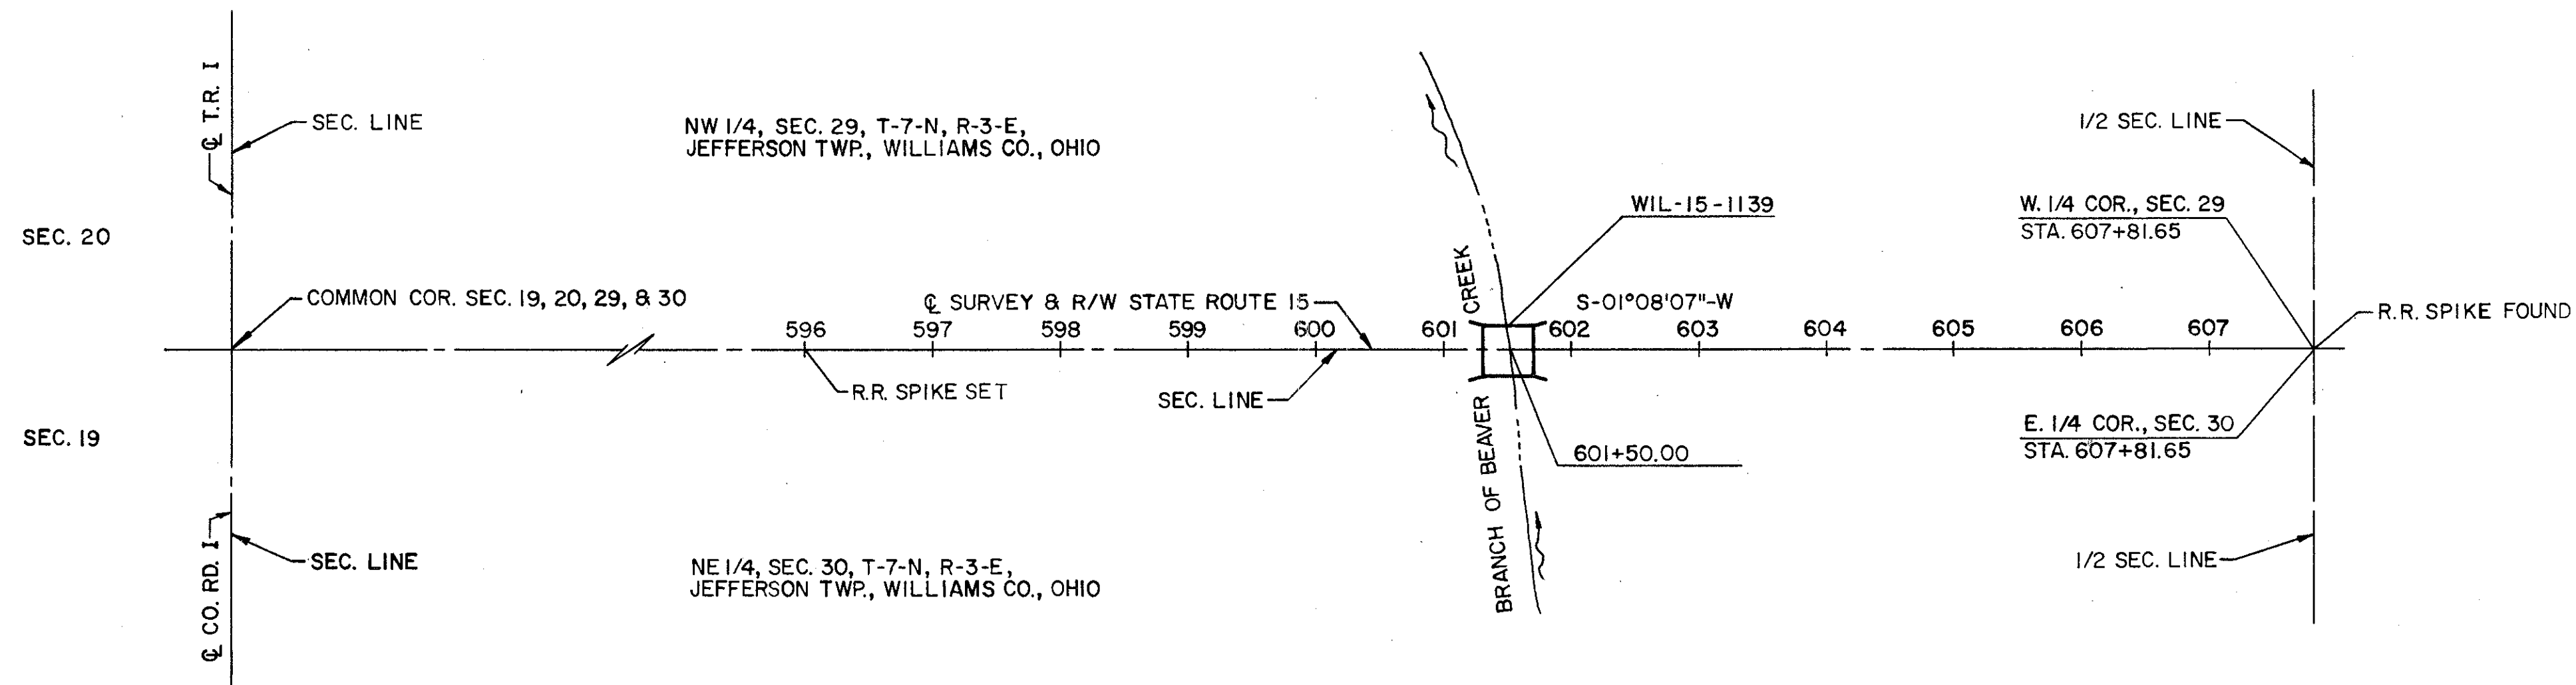 ℄ T.R. I
SEC. LINE
NW 1/4, SEC. 29, T-7-N, R-3-E,
JEFFERSON TWP., WILLIAMS CO., OHIO
1/2 SEC. LINE
WIL-15-1139
W. 1/4 COR., SEC. 29
STA. 607+81.65
SEC. 20
COMMON COR. SEC. 19, 20, 29, & 30
℄ SURVEY & R/W STATE ROUTE 15
S-01°08'07"-W
R.R. SPIKE FOUND
596 597 598 599 600 601 602 603 604 605 606 607
R.R. SPIKE SET
SEC. LINE
BRANCH OF BEAVER CREEK
601+50.00
E. 1/4 COR., SEC. 30
STA. 607+81.65
SEC. 19
℄ CO. RD. I
SEC. LINE
NE 1/4, SEC. 30, T-7-N, R-3-E,
JEFFERSON TWP., WILLIAMS CO., OHIO
1/2 SEC. LINE